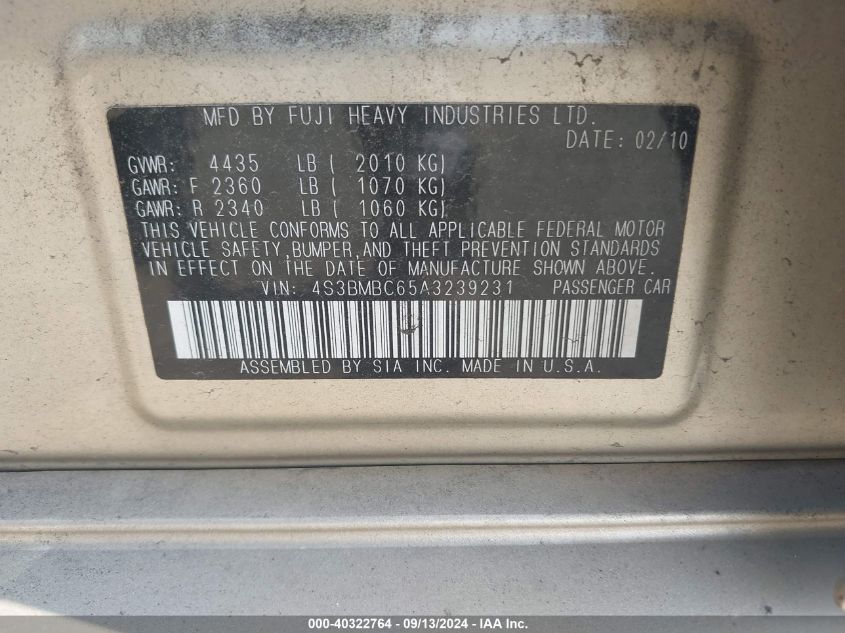 MFD BY FUJI HEAVY INDUSTRIES LTD.
DATE: 02/10
GVWR: 4435 LB ( 2010 KG)
GAWR: F 2360 LB ( 1070 KG)
GAWR: R 2340 LB ( 1060 KG)
THIS VEHICLE CONFORMS TO ALL APPLICABLE FEDERAL MOTOR
VEHICLE SAFETY, BUMPER, AND THEFT PREVENTION STANDARDS
IN EFFECT ON THE DATE OF MANUFACTURE SHOWN ABOVE.
VIN: 4S3BMBC65A3239231 PASSENGER CAR
ASSEMBLED BY SIA INC. MADE IN U.S.A.
000-40322764 - 09/13/2024 - IAA Inc.